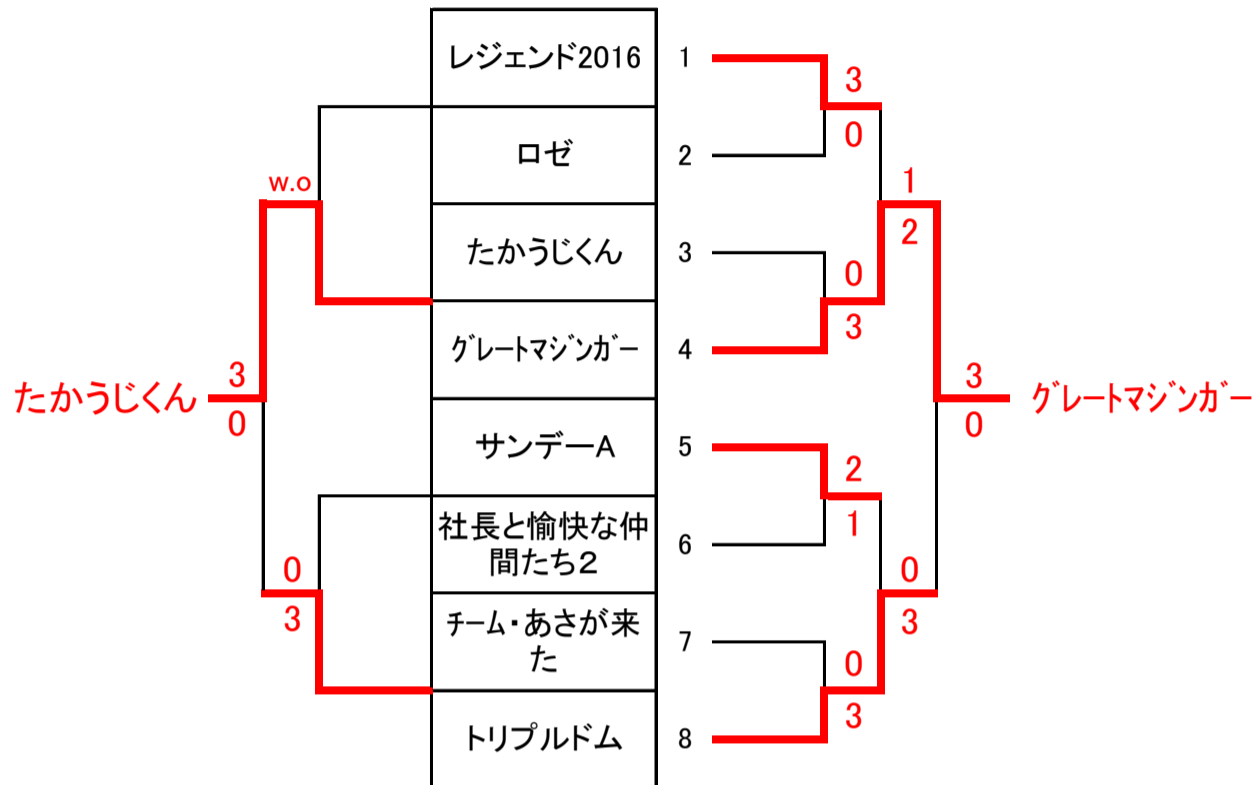 レジェンド2016
1
3
0
ロゼ
2
w.o
1
2
たかうじくん
3
0
3
グレートマジンガー
4
たかうじくん
3
0
3
0
グレートマジンガー
サンデーA
5
2
1
社長と愉快な仲
間たち2
6
0
3
0
3
チーム・あさが来
た
7
0
3
トリプルドム
8